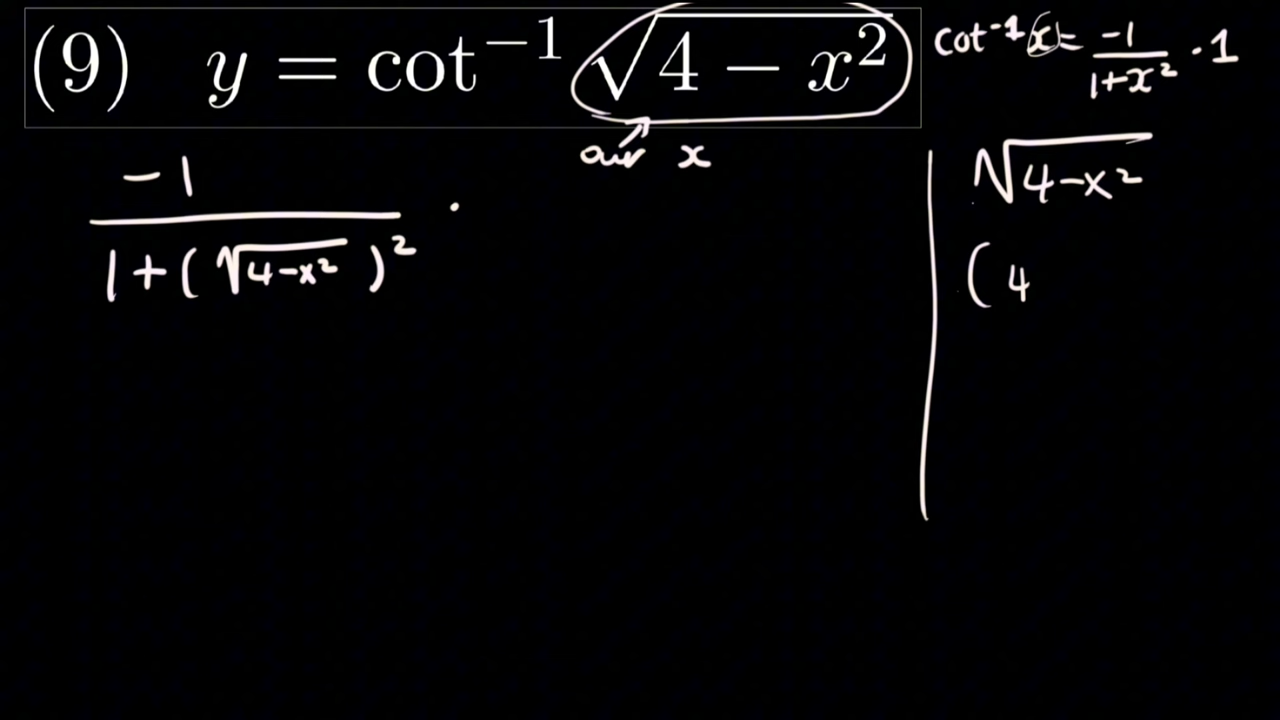 (9) y = cot⁻¹ √(4 − x²)
cot⁻¹x = -1/(1+x²) · 1
our x
-1/(1+(√(4-x²))²) ·
√(4-x²)
(4